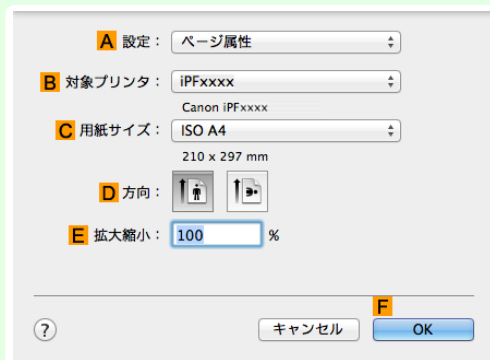 A 設定： ページ属性
B 対象プリンタ： iPFxxxx
Canon iPFxxxx
C 用紙サイズ： ISO A4
210 x 297 mm
D 方向：
E 拡大縮小： 100 %
F
? キャンセル OK